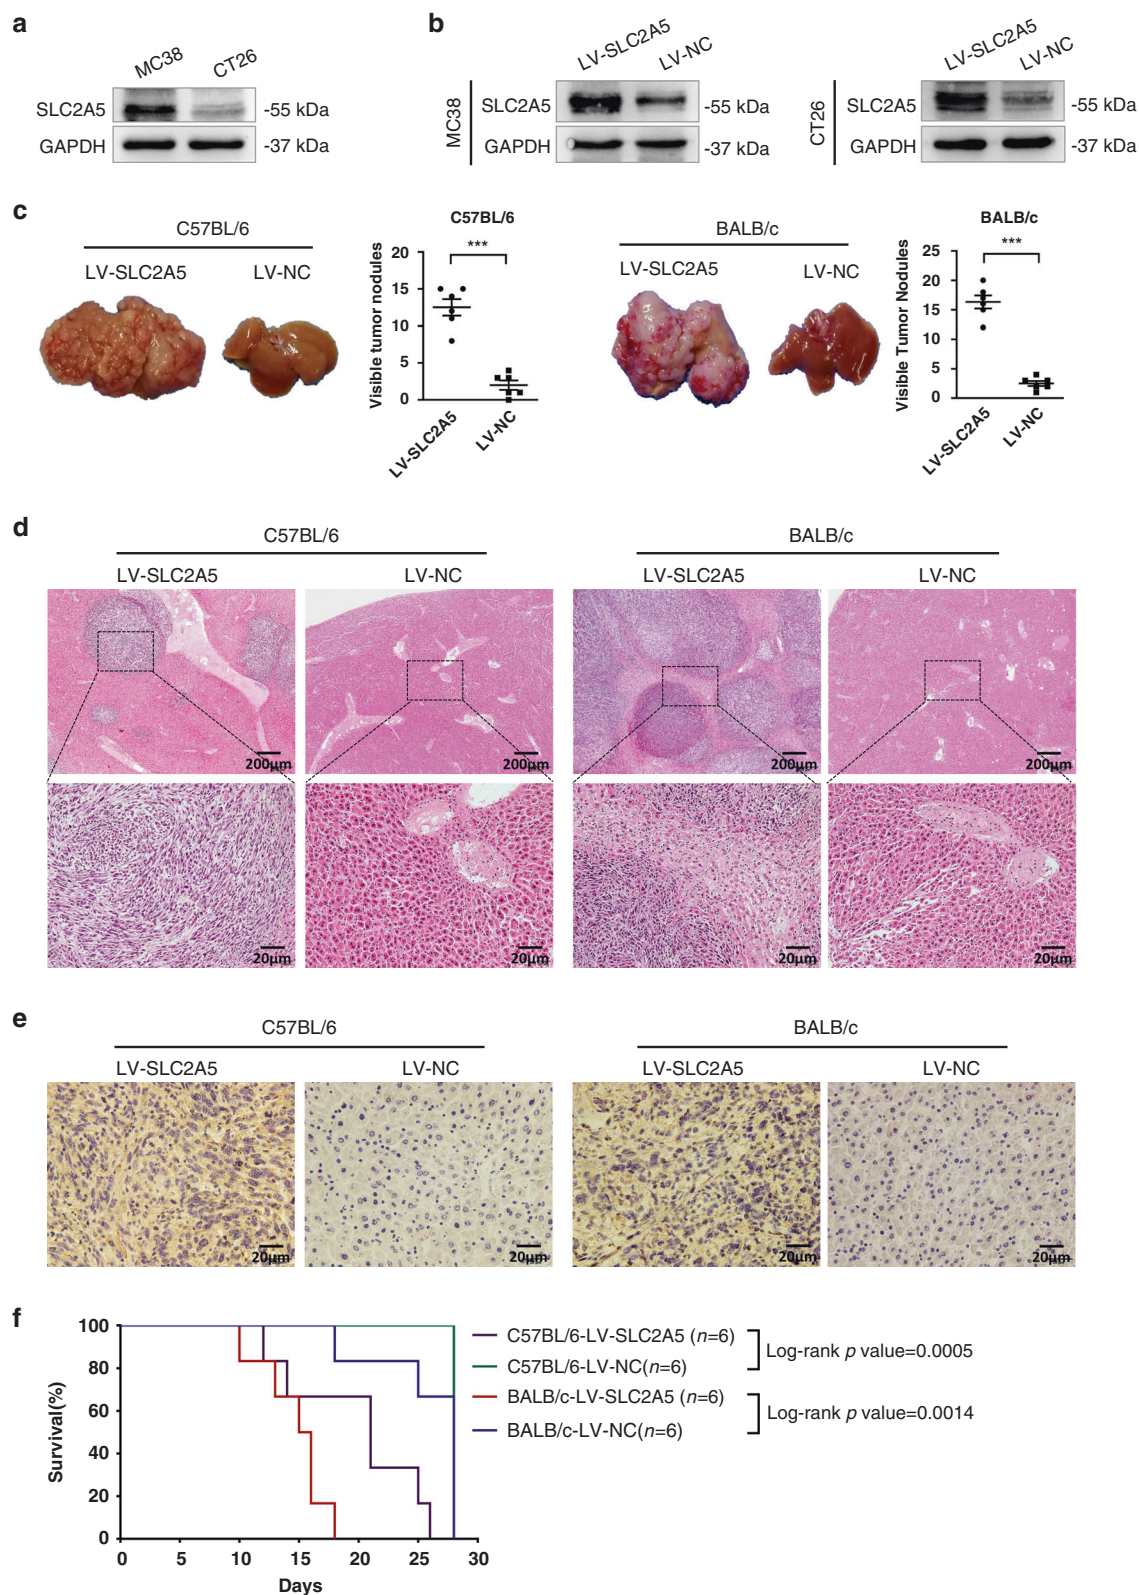 a
MC38 CT26
SLC2A5 -55 kDa
GAPDH -37 kDa
b
LV-SLC2A5 LV-NC
MC38
SLC2A5 -55 kDa
GAPDH -37 kDa
LV-SLC2A5 LV-NC
CT26
SLC2A5 -55 kDa
GAPDH -37 kDa
c
C57BL/6
LV-SLC2A5 LV-NC
C57BL/6
Visible tumor nodules
20
15
10
5
0
***
LV-SLC2A5 LV-NC
BALB/c
LV-SLC2A5 LV-NC
BALB/c
Visible Tumor Nodules
25
20
15
10
5
0
***
LV-SLC2A5 LV-NC
d
C57BL/6 BALB/c
LV-SLC2A5 LV-NC LV-SLC2A5 LV-NC
200μm 200μm 200μm 200μm
20μm 20μm 20μm 20μm
e
C57BL/6 BALB/c
LV-SLC2A5 LV-NC LV-SLC2A5 LV-NC
20μm 20μm 20μm 20μm
f
Survival(%)
100
80
60
40
20
0
0 5 10 15 20 25 30
Days
C57BL/6-LV-SLC2A5 (n=6)
C57BL/6-LV-NC(n=6)
Log-rank p value=0.0005
BALB/c-LV-SLC2A5 (n=6)
BALB/c-LV-NC(n=6)
Log-rank p value=0.0014